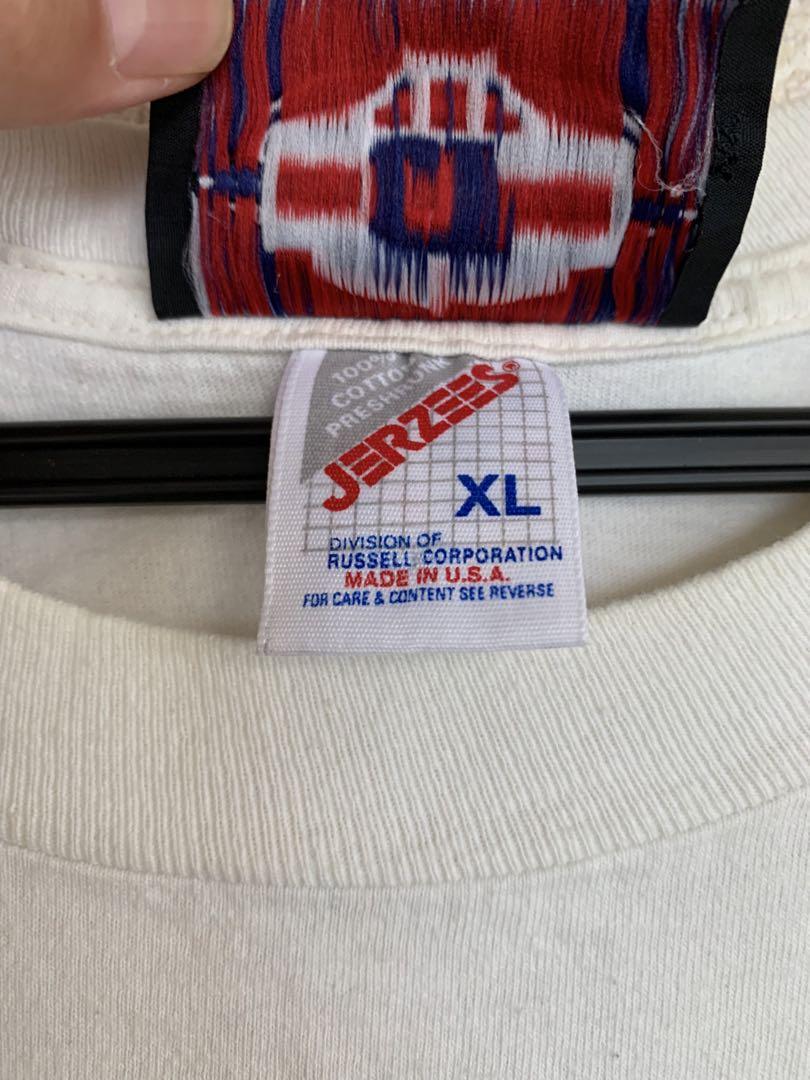 100%
COTTON
PRESHRUNK
JERZEES®
XL
DIVISION OF
RUSSELL CORPORATION
MADE IN U.S.A.
FOR CARE & CONTENT SEE REVERSE